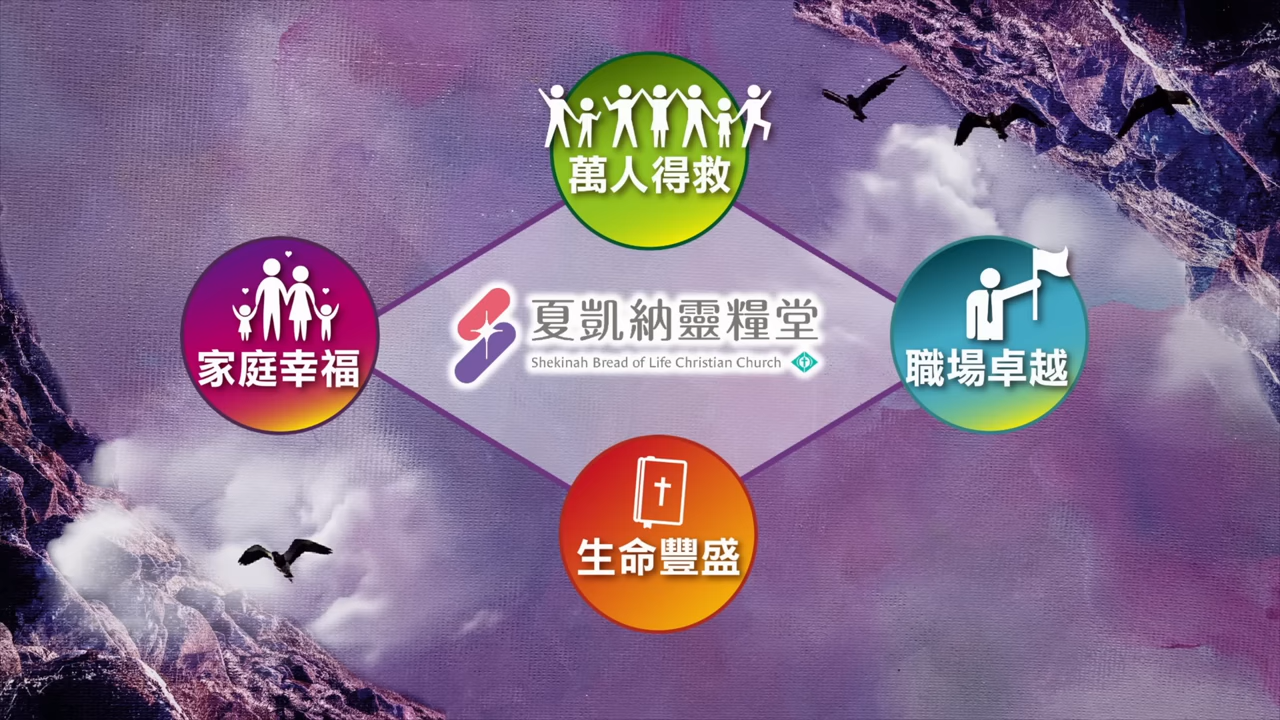 萬人得救
家庭幸福
夏凱納靈糧堂
Shekinah Bread of Life Christian Church
職場卓越
生命豐盛